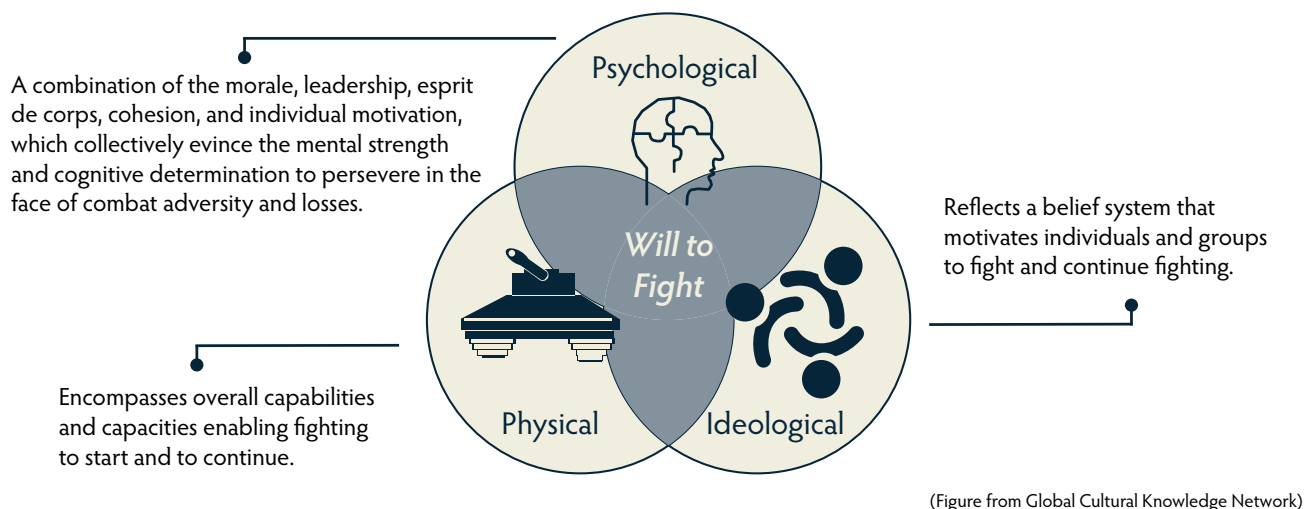 Psychological
A combination of the morale, leadership, esprit
de corps, cohesion, and individual motivation,
which collectively evince the mental strength
and cognitive determination to persevere in the
face of combat adversity and losses.
Will to
Fight
Reflects a belief system that
motivates individuals and groups
to fight and continue fighting.
Physical
Ideological
Encompasses overall capabilities
and capacities enabling fighting
to start and to continue.
(Figure from Global Cultural Knowledge Network)